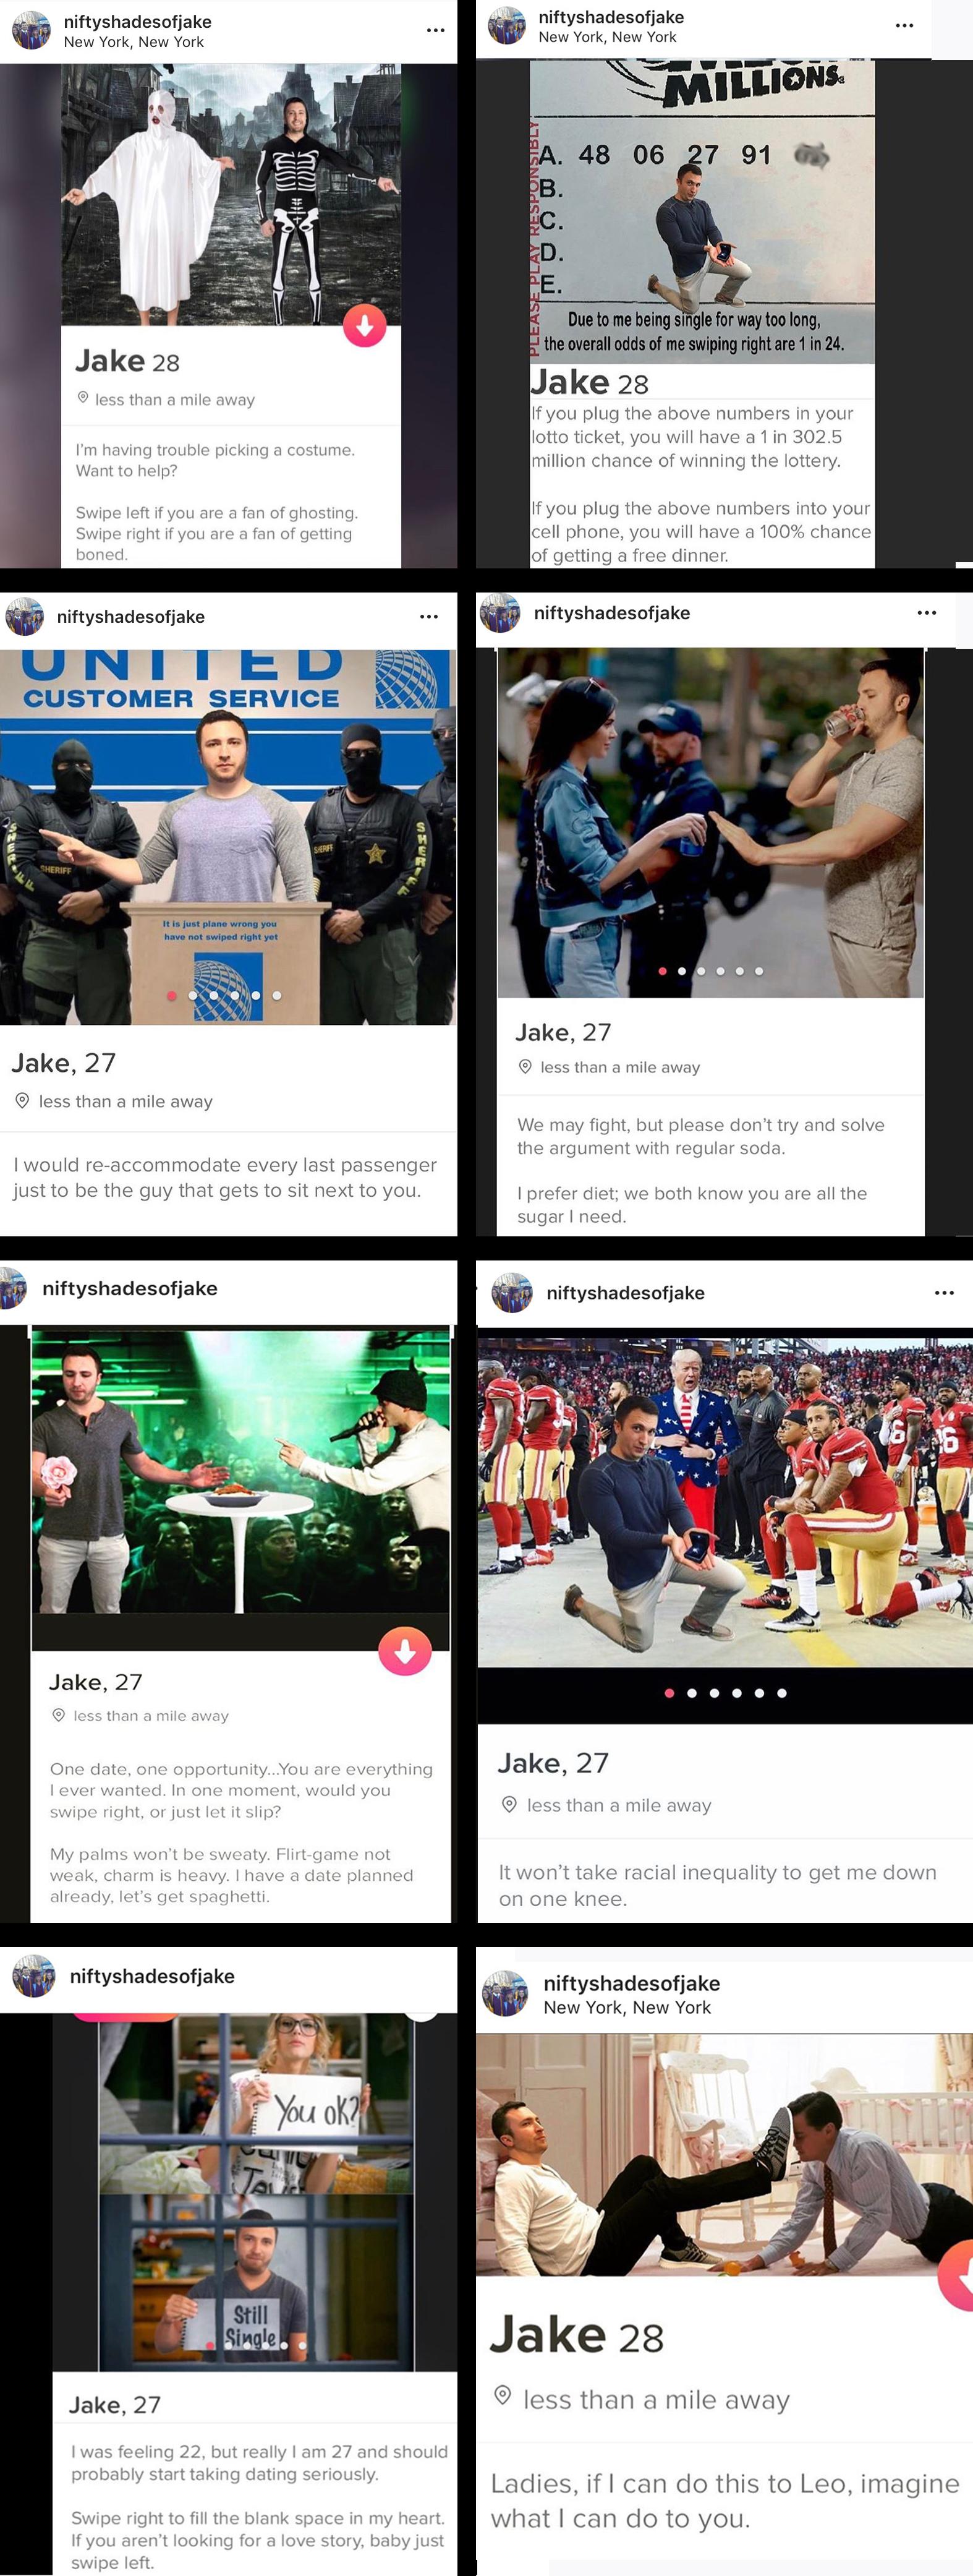 niftyshadesofjake
New York, New York
Jake 28
less than a mile away
I'm having trouble picking a costume.
Want to help?
Swipe left if you are a fan of ghosting.
Swipe right if you are a fan of getting
boned.
niftyshadesofjake
New York, New York
MILLIONS
PLEASE PLAY RESPONSIBLY
A. 48 06 27 91
B.
C.
D.
E.
Due to me being single for way too long,
the overall odds of me swiping right are 1 in 24.
Jake 28
If you plug the above numbers in your
lotto ticket, you will have a 1 in 302.5
million chance of winning the lottery.
If you plug the above numbers into your
cell phone, you will have a 100% chance
of getting a free dinner.
niftyshadesofjake
UNITED
CUSTOMER SERVICE
SHERIFF
SHERIFF
SHERIFF
SHERIFF
It is just plane wrong you
have not swiped right yet
Jake, 27
less than a mile away
I would re-accommodate every last passenger
just to be the guy that gets to sit next to you.
niftyshadesofjake
Jake, 27
less than a mile away
We may fight, but please don't try and solve
the argument with regular soda.
I prefer diet; we both know you are all the
sugar I need.
niftyshadesofjake
Jake, 27
less than a mile away
One date, one opportunity...You are everything
I ever wanted. In one moment, would you
swipe right, or just let it slip?
My palms won't be sweaty. Flirt-game not
weak, charm is heavy. I have a date planned
already, let's get spaghetti.
niftyshadesofjake
Jake, 27
less than a mile away
It won't take racial inequality to get me down
on one knee.
niftyshadesofjake
You ok?
Still
Single
Jake, 27
I was feeling 22, but really I am 27 and should
probably start taking dating seriously.
Swipe right to fill the blank space in my heart.
If you aren't looking for a love story, baby just
swipe left.
niftyshadesofjake
New York, New York
Jake 28
less than a mile away
Ladies, if I can do this to Leo, imagine
what I can do to you.